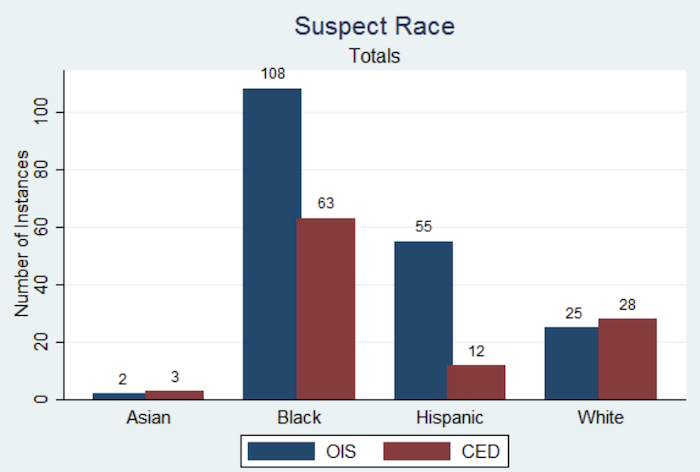 Suspect Race
Totals
Number of Instances
100
80
60
40
20
0
108
63
55
12
25
28
2
3
Asian
Black
Hispanic
White
OIS
CED